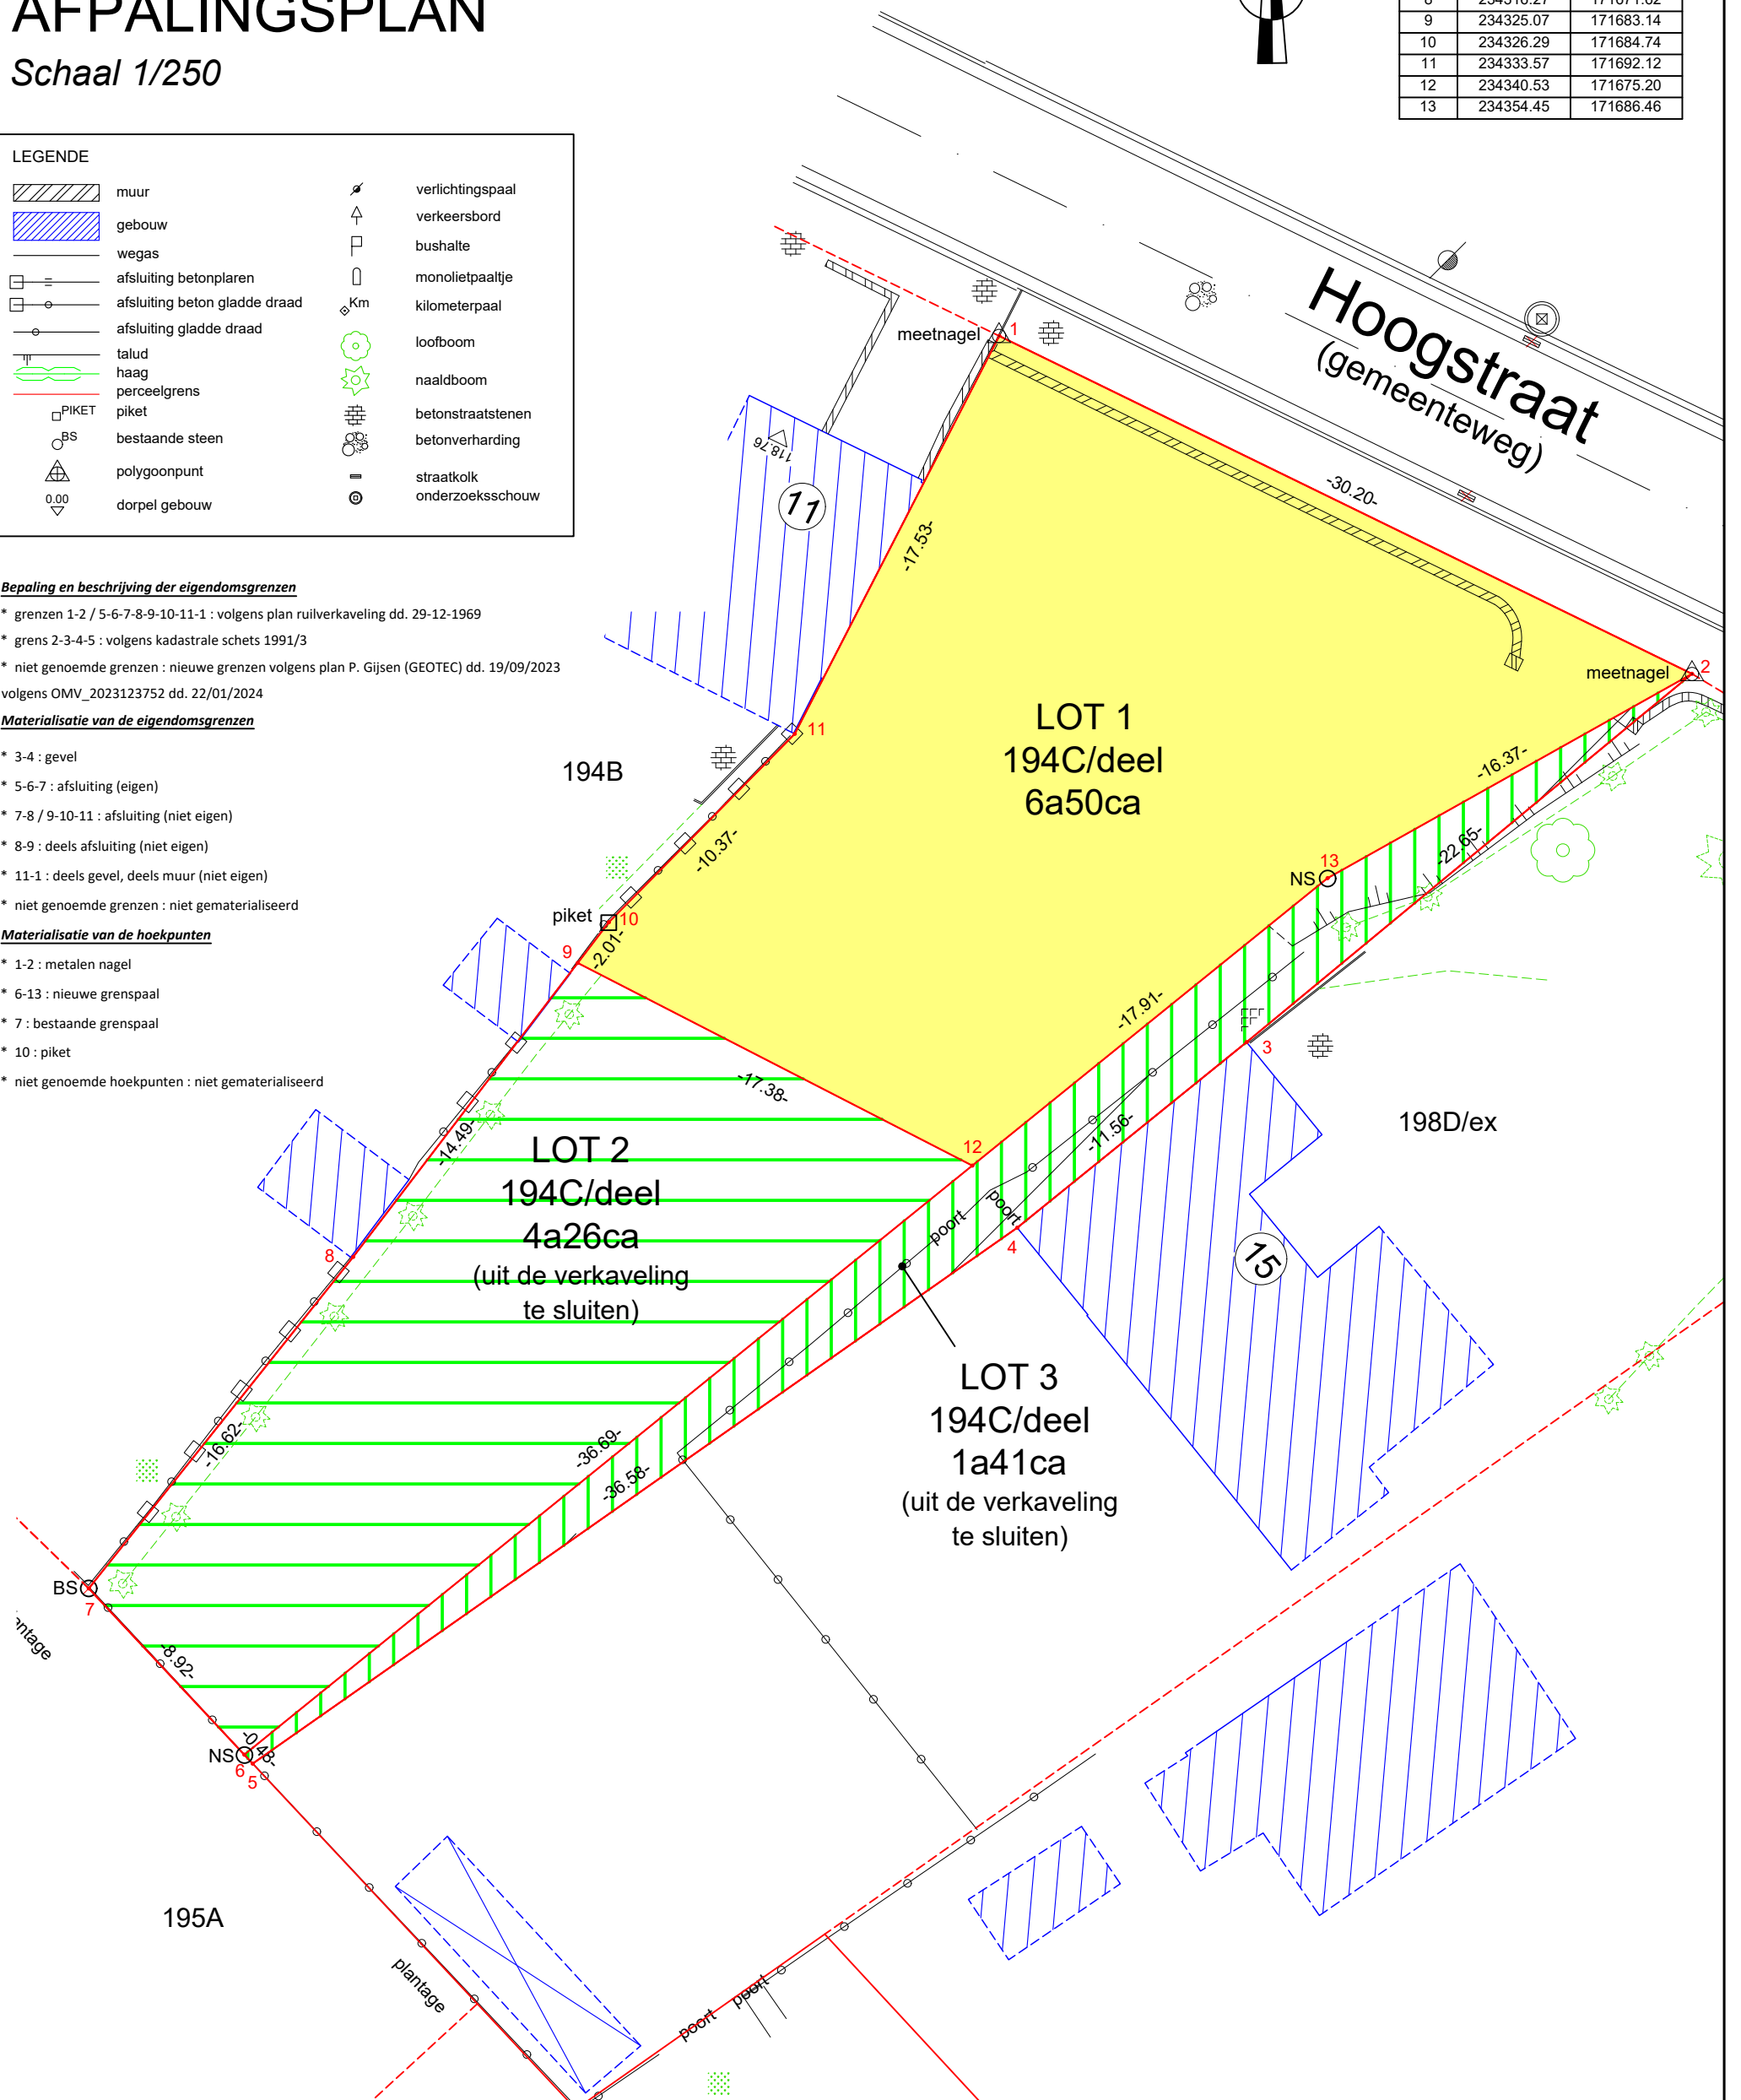 AFPALINGSPLAN
Schaal 1/250
9 234325.07 171683.14
10 234326.29 171684.74
11 234333.57 171692.12
12 234340.53 171675.20
13 234354.45 171686.46
LEGENDE
muur
gebouw
wegas
afsluiting betonplaren
afsluiting beton gladde draad
afsluiting gladde draad
talud
haag
perceelgrens
PIKET piket
BS bestaande steen
polygoonpunt
0.00 dorpel gebouw
verlichtingspaal
verkeersbord
bushalte
monolietpaaltje
Km kilometerpaal
loofboom
naaldboom
betonstraatstenen
betonverharding
straatkolk
onderzoeksschouw
Bepaling en beschrijving der eigendomsgrenzen
* grenzen 1-2 / 5-6-7-8-9-10-11-1 : volgens plan ruilverkaveling dd. 29-12-1969
* grens 2-3-4-5 : volgens kadastrale schets 1991/3
* niet genoemde grenzen : nieuwe grenzen volgens plan P. Gijsen (GEOTEC) dd. 19/09/2023
volgens OMV_2023123752 dd. 22/01/2024
Materialisatie van de eigendomsgrenzen
* 3-4 : gevel
* 5-6-7 : afsluiting (eigen)
* 7-8 / 9-10-11 : afsluiting (niet eigen)
* 8-9 : deels afsluiting (niet eigen)
* 11-1 : deels gevel, deels muur (niet eigen)
* niet genoemde grenzen : niet gematerialiseerd
Materialisatie van de hoekpunten
* 1-2 : metalen nagel
* 6-13 : nieuwe grenspaal
* 7 : bestaande grenspaal
* 10 : piket
* niet genoemde hoekpunten : niet gematerialiseerd
Hoogstraat
(gemeenteweg)
meetnagel 1
118.76
11
-17.53-
-30.20-
meetnagel 2
11
194B
LOT 1
194C/deel
6a50ca
-16.37-
-22.65-
-10.37-
13
NS
piket 10
9
-2.01-
-17.91-
3
-17.38-
198D/ex
-11.56-
-14.49-
12
LOT 2
194C/deel
4a26ca
(uit de verkaveling
te sluiten)
poort
poort
4
8
15
LOT 3
194C/deel
1a41ca
(uit de verkaveling
te sluiten)
-16.62-
-36.69-
-36.58-
BS
7
-8.92-
-0.48-
NS
6
5
195A
plantage
poort
poort